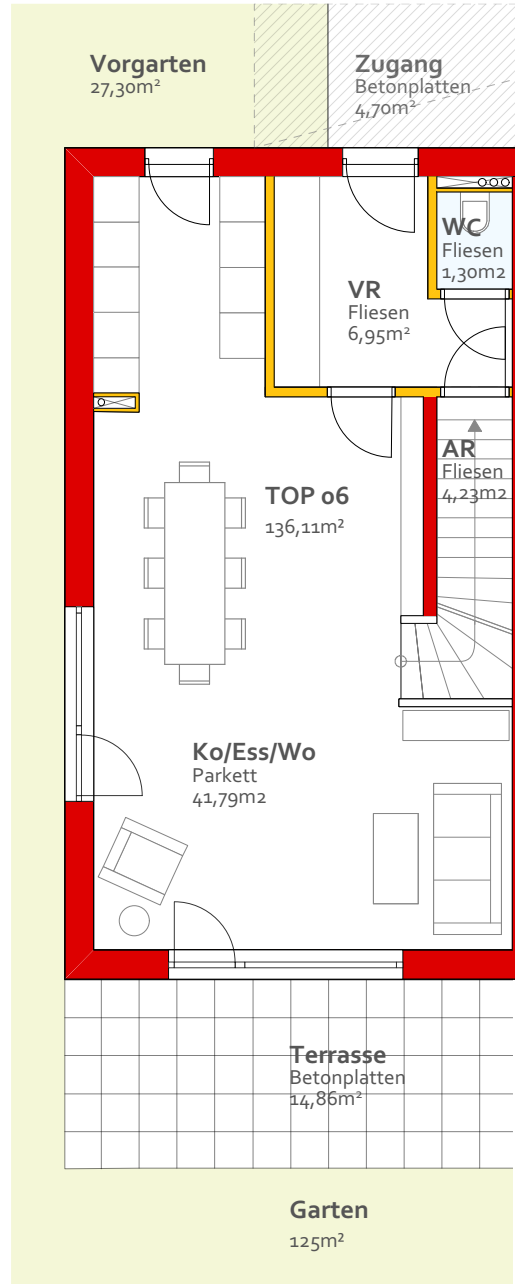 Vorgarten
27,30m²
Zugang
Betonplatten
4,70m²
WC
Fliesen
1,30m2
VR
Fliesen
6,95m²
AR
Fliesen
4,23m2
TOP 06
136,11m²
Ko/Ess/Wo
Parkett
41,79m2
Terrasse
Betonplatten
14,86m²
Garten
125m²